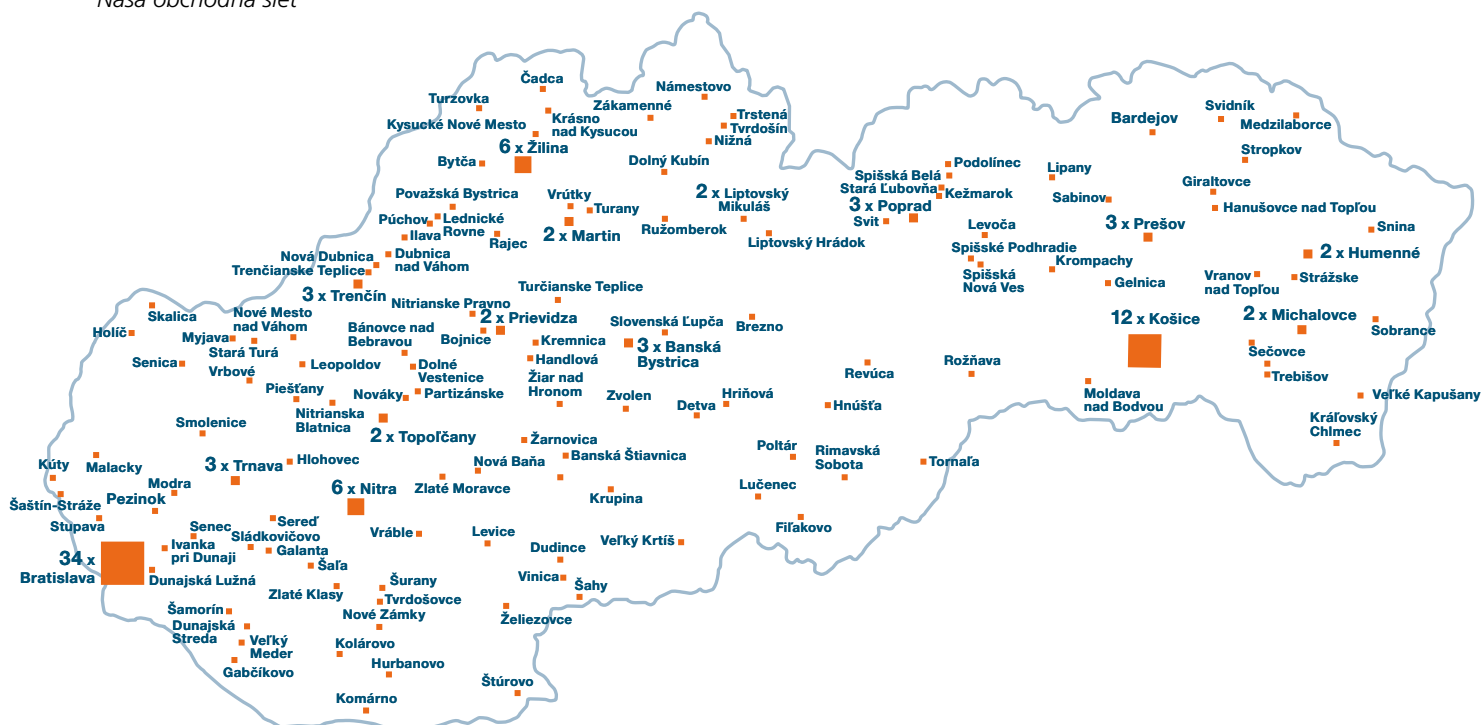 Naša obchodná sieť
Čadca
Turzovka
Zákamenné
Námestovo
Krásno
nad Kysucou
Kysucké Nové Mesto
Trstená
Tvrdošín
Nižná
6 x Žilina
Bytča
Dolný Kubín
Bardejov
Svidník
Medzilaborce
Stropkov
Považská Bystrica
Vrútky
Turany
2 x Liptovský
Mikuláš
Spišská Belá
Podolínec
Stará Ľubovňa
Kežmarok
3 x Poprad
Svit
Lipany
Sabinov
Giraltovce
Hanušovce nad Topľou
Púchov
Lednické
Rovne
Ilava
Rajec
2 x Martin
Ružomberok
Liptovský Hrádok
Levoča
3 x Prešov
Snina
Nová Dubnica
Dubnica
nad Váhom
Trenčianske Teplice
3 x Trenčín
Spišské Podhradie
Spišská
Nová Ves
Krompachy
Gelnica
2 x Humenné
Vranov
nad Topľou
Strážske
Turčianske Teplice
Nitrianske Pravno
2 x Prievidza
Bojnice
Skalica
Holíč
Nové Mesto
nad Váhom
Myjava
Stará Turá
Bánovce nad
Bebravou
Kremnica
Handlová
Slovenská Ľupča
3 x Banská
Bystrica
Brezno
12 x Košice
2 x Michalovce
Sobrance
Sečovce
Trebišov
Senica
Vrbové
Leopoldov
Dolné
Vestenice
Žiar nad
Hronom
Revúca
Rožňava
Piešťany
Nováky
Partizánske
Zvolen
Detva
Hriňová
Hnúšťa
Moldava
nad Bodvou
Veľké Kapušany
Nitrianska
Blatnica
Smolenice
2 x Topoľčany
Kráľovský
Chlmec
Žarnovica
Poltár
Rimavská
Sobota
Tornaľa
Kúty
Malacky
3 x Trnava
Hlohovec
Nová Baňa
Banská Štiavnica
Modra
Pezinok
6 x Nitra
Zlaté Moravce
Krupina
Lučenec
Šaštín-Stráže
Stupava
Senec
Sereď
Sládkovičovo
Galanta
Vráble
Levice
Fiľakovo
Veľký Krtíš
34 x
Bratislava
Ivanka
pri Dunaji
Dunajská Lužná
Šaľa
Dudince
Vinica
Šahy
Zlaté Klasy
Šurany
Tvrdošovce
Nové Zámky
Želiezovce
Šamorín
Dunajská
Streda
Veľký
Meder
Gabčíkovo
Kolárovo
Hurbanovo
Štúrovo
Komárno